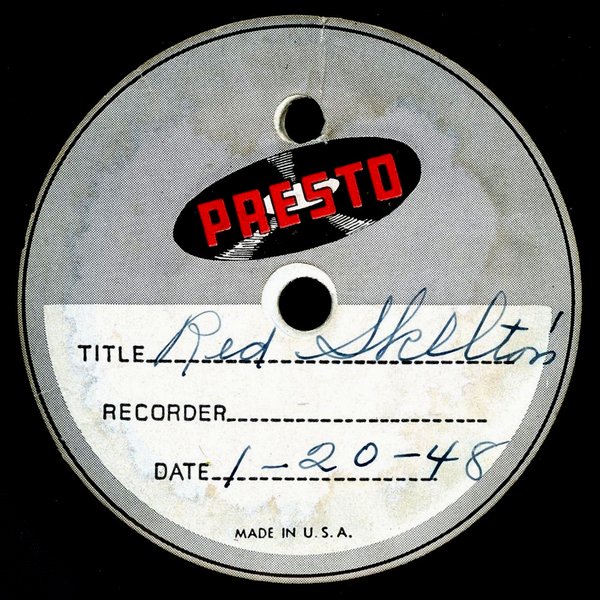 PRESTO
TITLE Red Skelton's
RECORDER
DATE 1-20-48
MADE IN U.S.A.